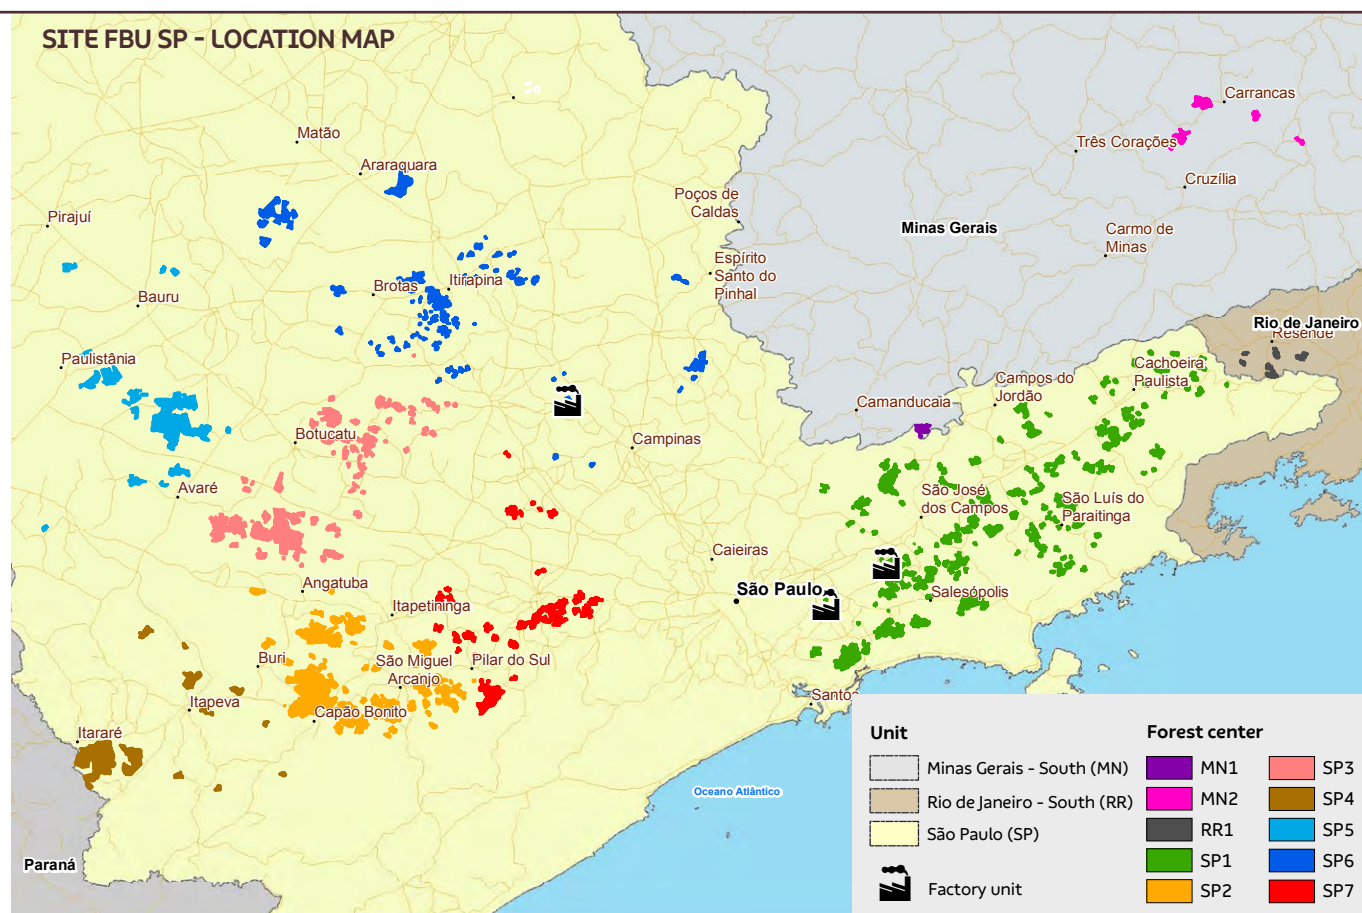 SITE FBU SP - LOCATION MAP
Carrancas
Matão
Três Corações
Araraquara
Cruzília
Poços de
Caldas
Pirajuí
Minas Gerais
Carmo de
Minas
Espírito
Santo do
Pinhal
Brotas
Itirapina
Bauru
Rio de Janeiro
Resende
Paulistânia
Cachoeira
Paulista
Campos do
Jordão
Camanducaia
Botucatu
Campinas
Avaré
São José
dos Campos
São Luís do
Paraitinga
Caieiras
Angatuba
São Paulo
Salesópolis
Itapetininga
Buri
São Miguel
Arcanjo
Pilar do Sul
Itapeva
Santos
Capão Bonito
Itararé
Oceano Atlântico
Paraná
Unit
Minas Gerais - South (MN)
Rio de Janeiro - South (RR)
São Paulo (SP)
Factory unit
Forest center
MN1
MN2
RR1
SP1
SP2
SP3
SP4
SP5
SP6
SP7